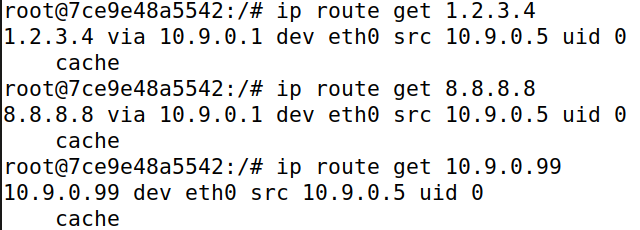 root@7ce9e48a5542:/# ip route get 1.2.3.4
1.2.3.4 via 10.9.0.1 dev eth0 src 10.9.0.5 uid 0
    cache
root@7ce9e48a5542:/# ip route get 8.8.8.8
8.8.8.8 via 10.9.0.1 dev eth0 src 10.9.0.5 uid 0
    cache
root@7ce9e48a5542:/# ip route get 10.9.0.99
10.9.0.99 dev eth0 src 10.9.0.5 uid 0
    cache